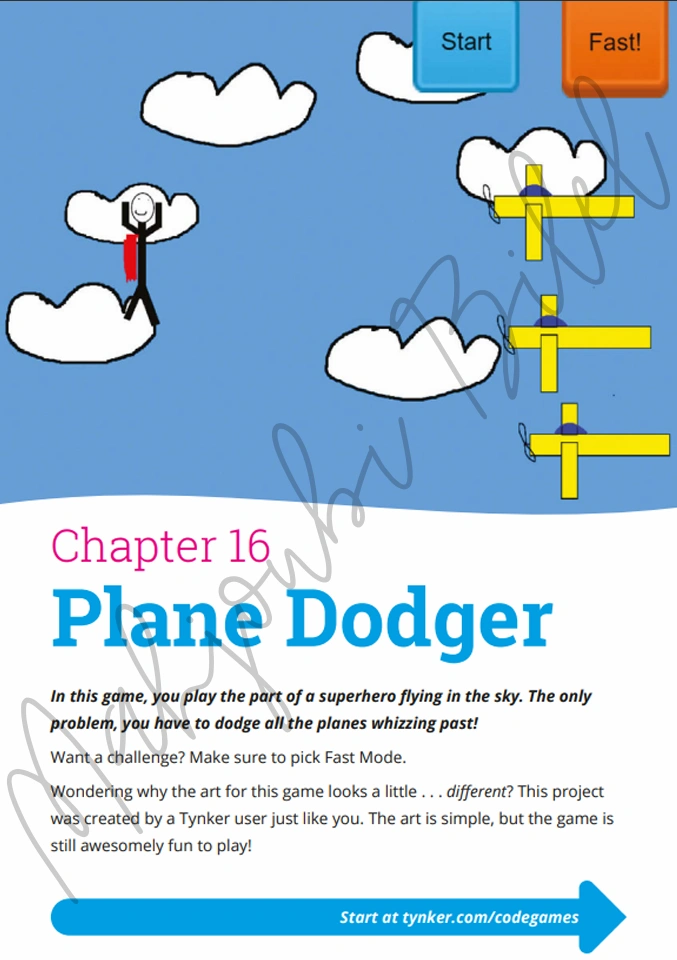 Start
Fast!
Chapter 16
Plane Dodger
In this game, you play the part of a superhero flying in the sky. The only
problem, you have to dodge all the planes whizzing past!
Want a challenge? Make sure to pick Fast Mode.
Wondering why the art for this game looks a little . . . different? This project
was created by a Tynker user just like you. The art is simple, but the game is
still awesomely fun to play!
Start at tynker.com/codegames
Mahjoubi Bilel